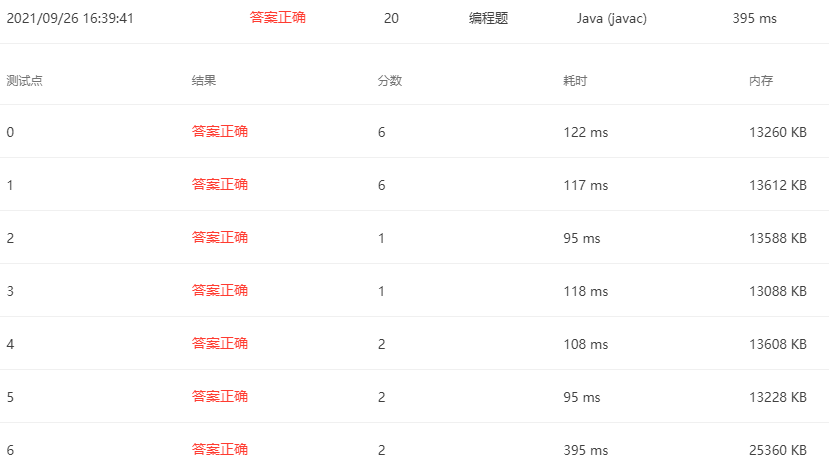 2021/09/26 16:39:41 答案正确 20 编程题 Java (javac) 395 ms
测试点 结果 分数 耗时 内存
0 答案正确 6 122 ms 13260 KB
1 答案正确 6 117 ms 13612 KB
2 答案正确 1 95 ms 13588 KB
3 答案正确 1 118 ms 13088 KB
4 答案正确 2 108 ms 13608 KB
5 答案正确 2 95 ms 13228 KB
6 答案正确 2 395 ms 25360 KB